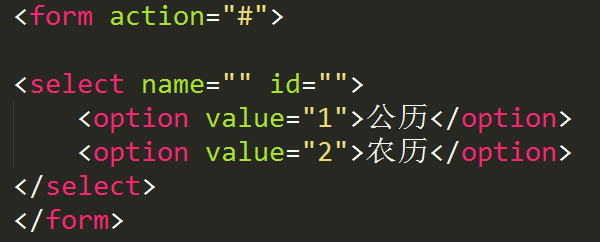 <form action="#">
<select name="" id="">
<option value="1">公历</option>
<option value="2">农历</option>
</select>
</form>